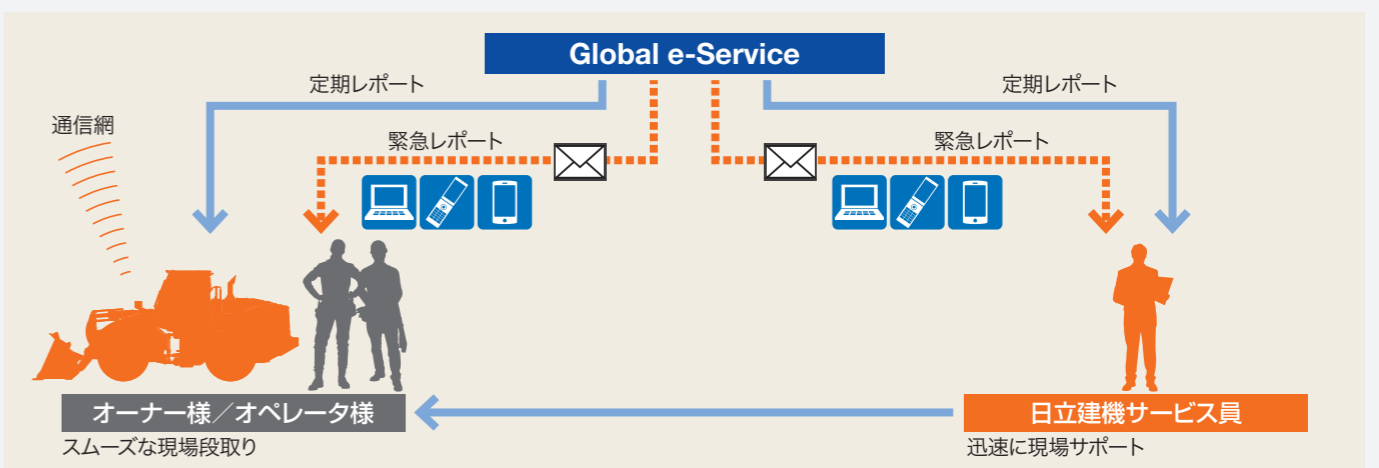 Global e-Service
定期レポート
定期レポート
通信網
緊急レポート
緊急レポート
オーナー様／オペレータ様
日立建機サービス員
スムーズな現場段取り
迅速に現場サポート